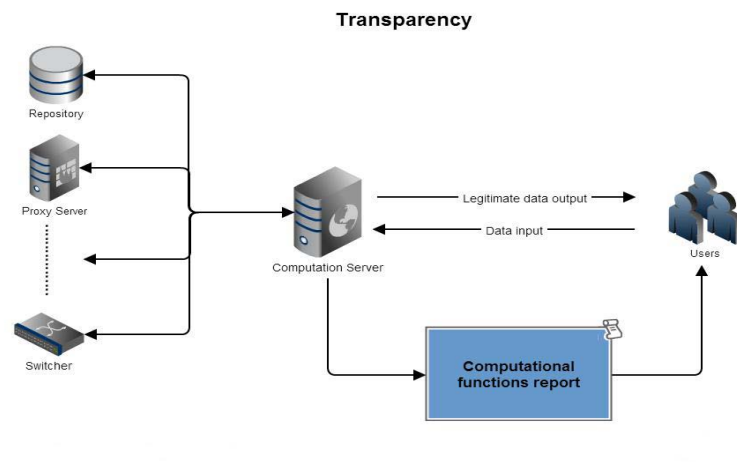 Transparency
Repository
Proxy Server
Switcher
Computation Server
Legitimate data output
Data input
Users
Computational
functions report